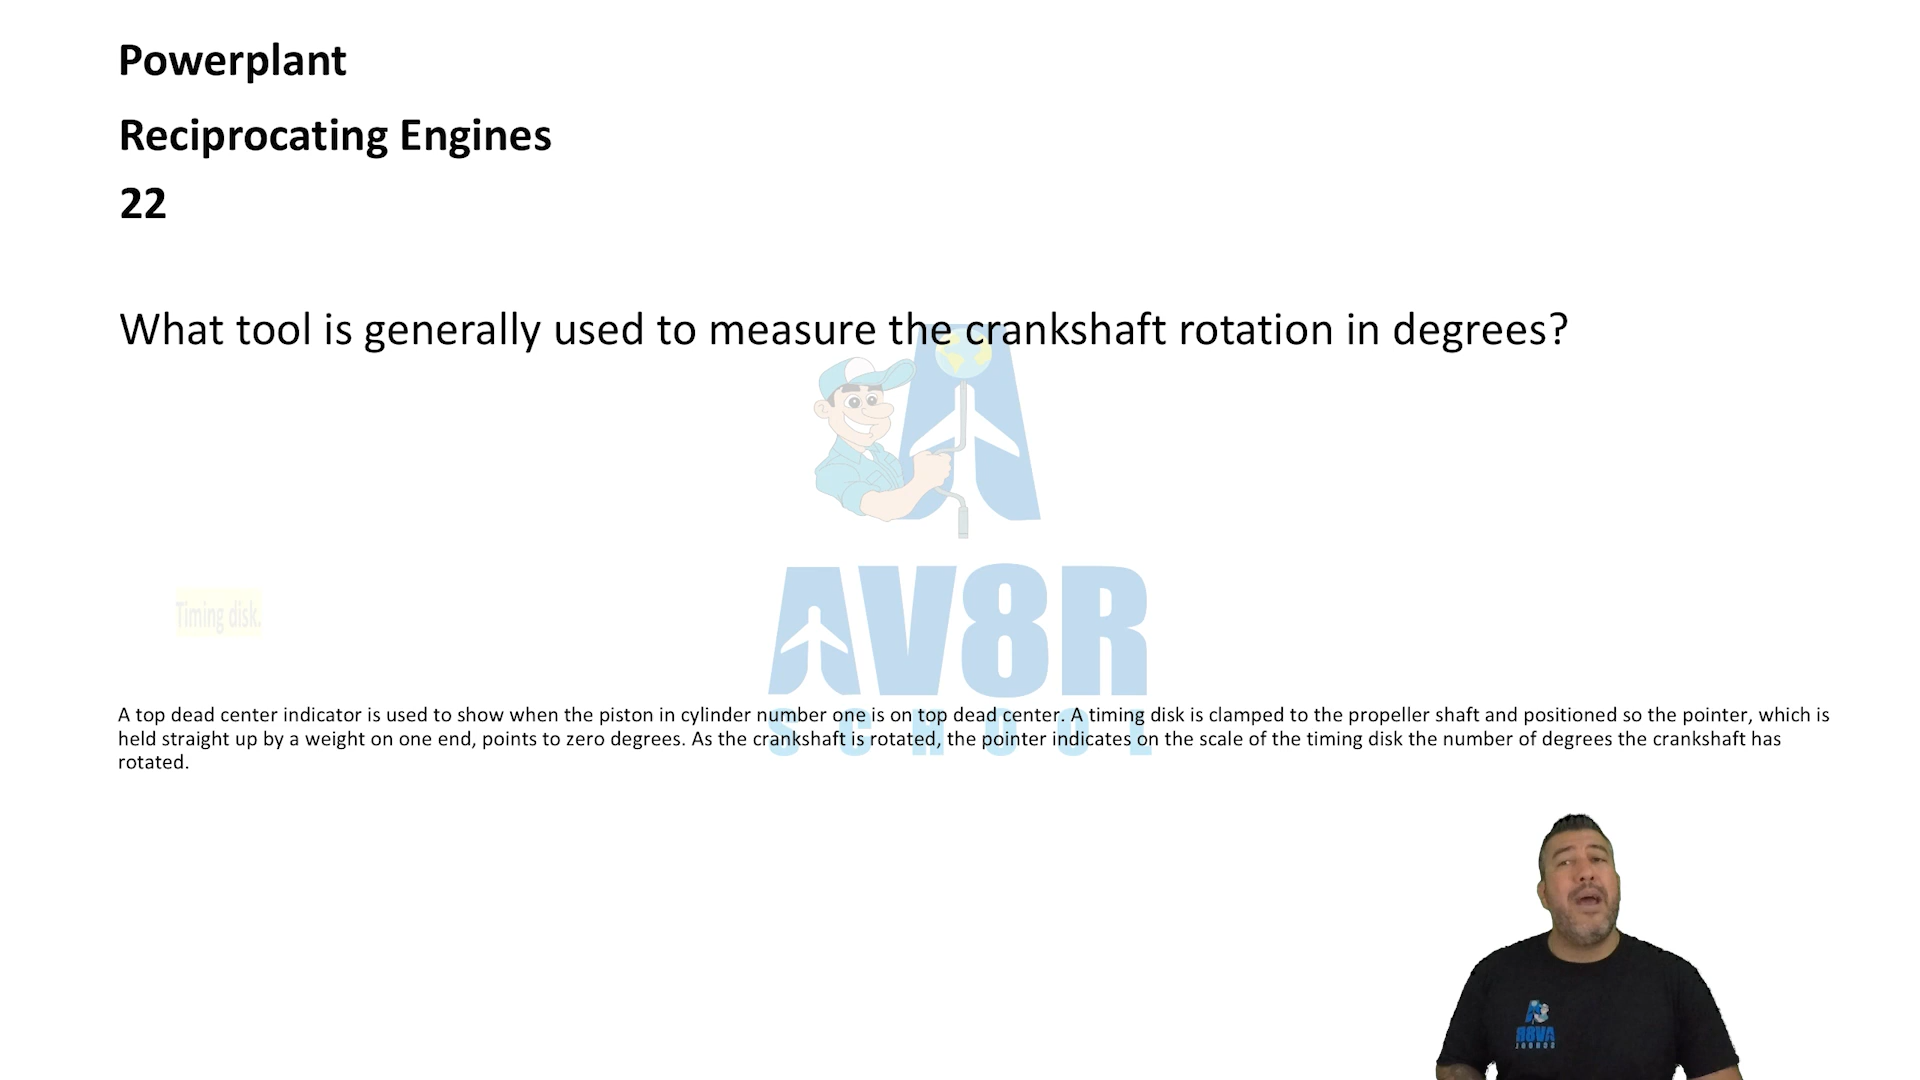 Powerplant
Reciprocating Engines
22
What tool is generally used to measure the crankshaft rotation in degrees?
AV8R
SCHOOL
Timing disk.
A top dead center indicator is used to show when the piston in cylinder number one is on top dead center. A timing disk is clamped to the propeller shaft and positioned so the pointer, which is
held straight up by a weight on one end, points to zero degrees. As the crankshaft is rotated, the pointer indicates on the scale of the timing disk the number of degrees the crankshaft has
rotated.